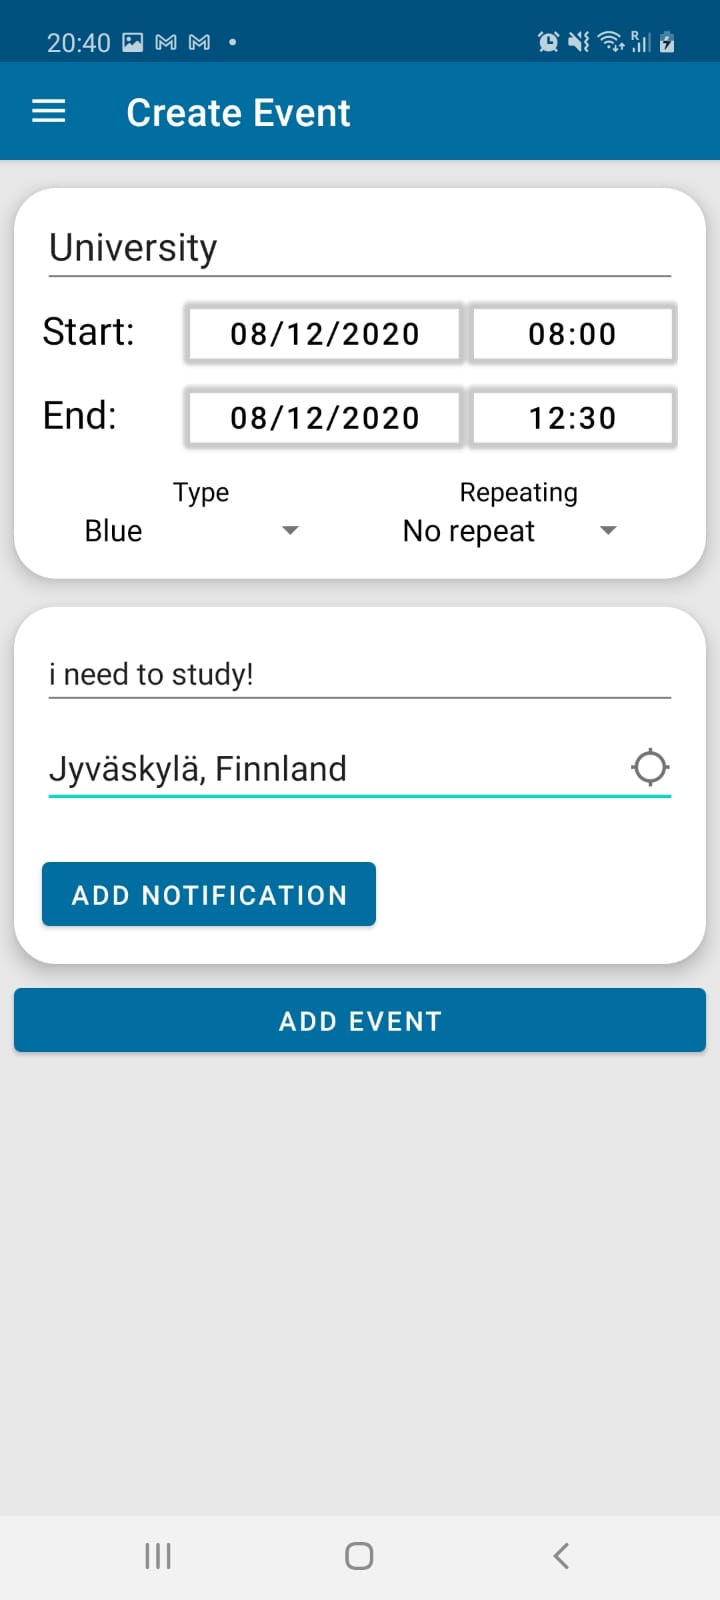 20:40
Create Event
University
Start: 08/12/2020 08:00
End: 08/12/2020 12:30
Type Repeating
Blue No repeat
i need to study!
Jyväskylä, Finnland
ADD NOTIFICATION
ADD EVENT